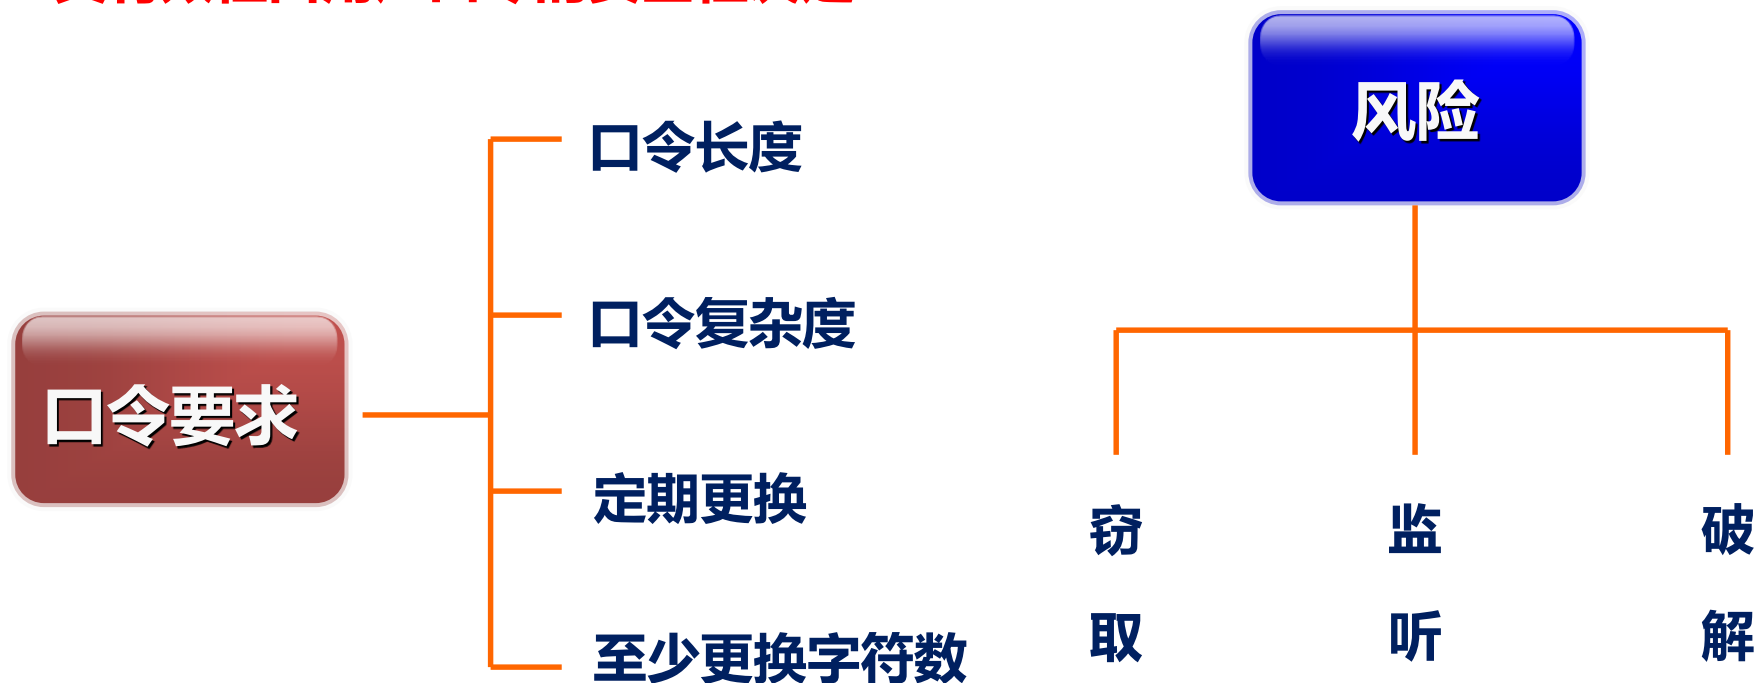 口令长度
口令复杂度
口令要求
定期更换
至少更换字符数
风险
窃取
监听
破解